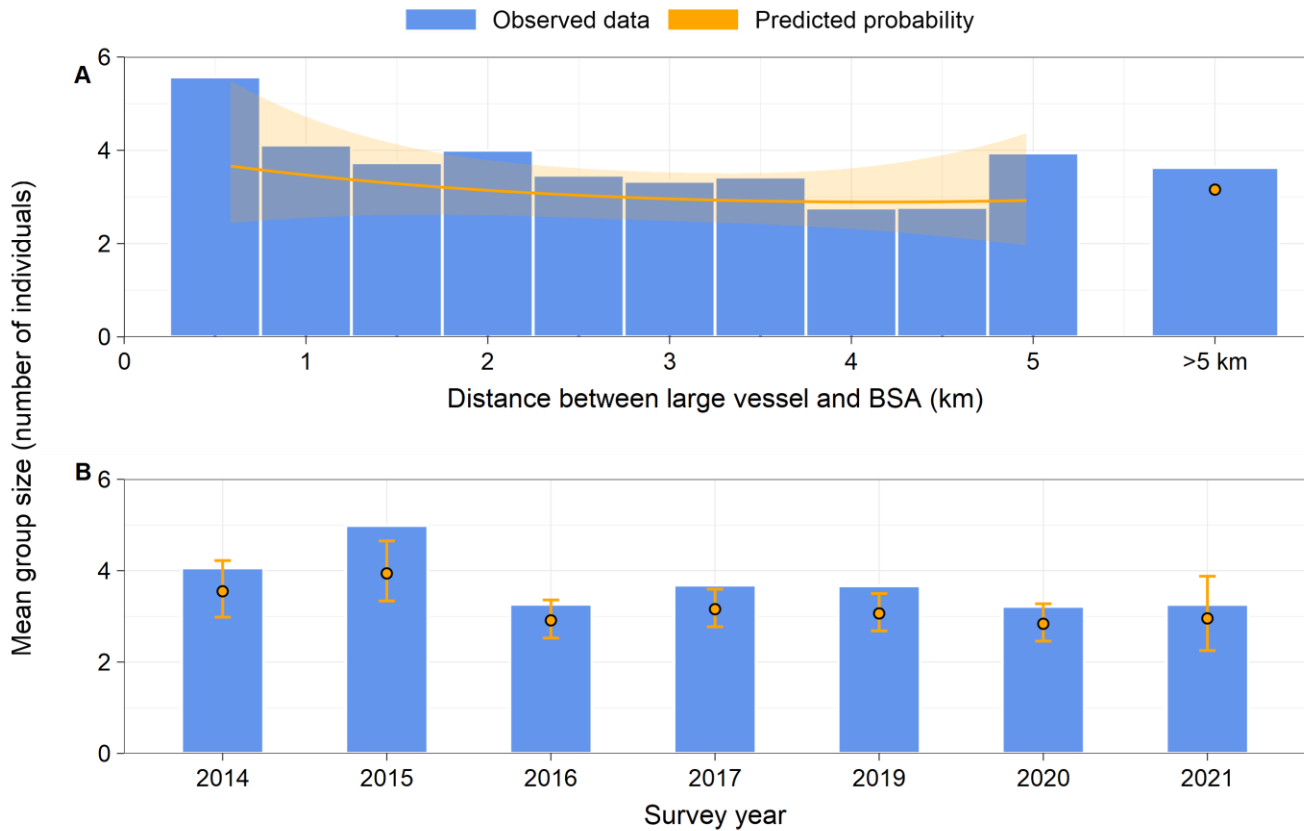 Observed data Predicted probability
A
6
4
2
0
0 1 2 3 4 5 >5 km
Distance between large vessel and BSA (km)
Mean group size (number of individuals)
B
6
4
2
0
2014 2015 2016 2017 2019 2020 2021
Survey year